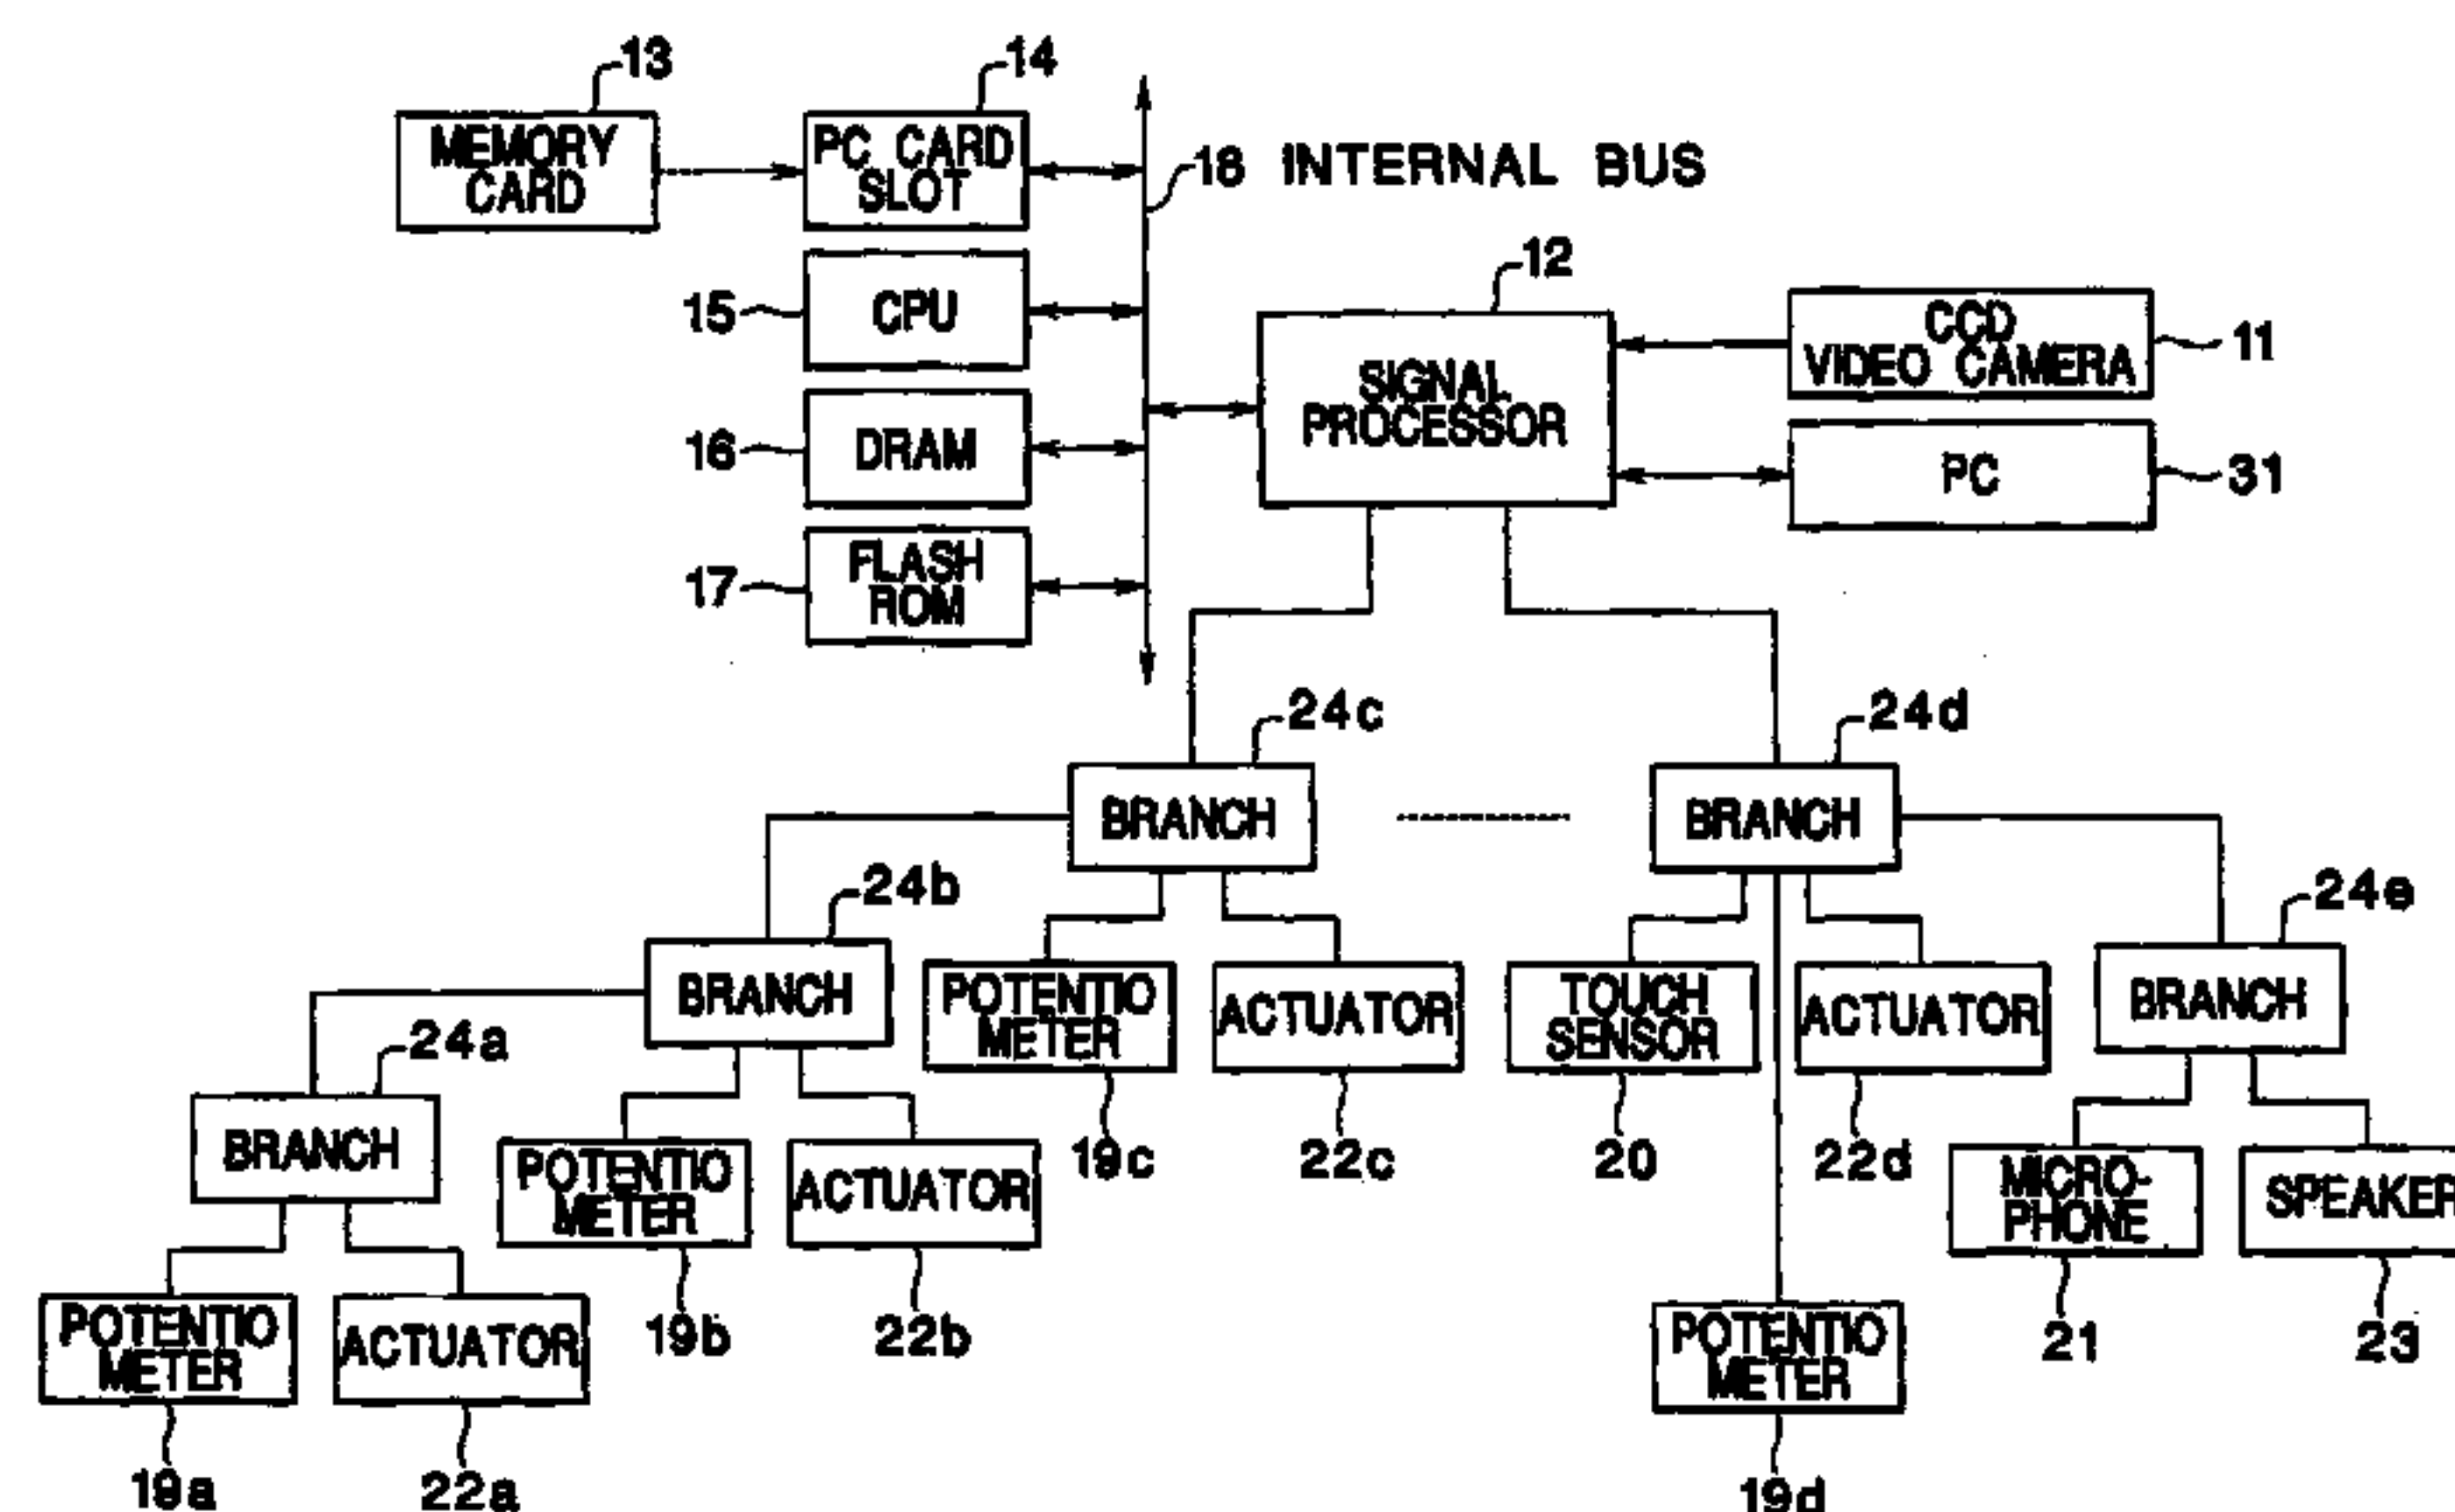 13
14
MEMORY
CARD
PC CARD
SLOT
18 INTERNAL BUS
12
15
CPU
CCD
VIDEO CAMERA
11
SIGNAL
PROCESSOR
16
DRAM
PC
31
17
FLASH
ROM
24c
24d
BRANCH
BRANCH
24b
24e
BRANCH
POTENTIO
METER
ACTUATOR
TOUCH
SENSOR
ACTUATOR
BRANCH
24a
BRANCH
POTENTIO
METER
ACTUATOR
19c
22c
20
22d
MICRO-
PHONE
SPEAKER
POTENTIO
METER
ACTUATOR
19b
22b
POTENTIO
METER
21
23
19a
22a
19d